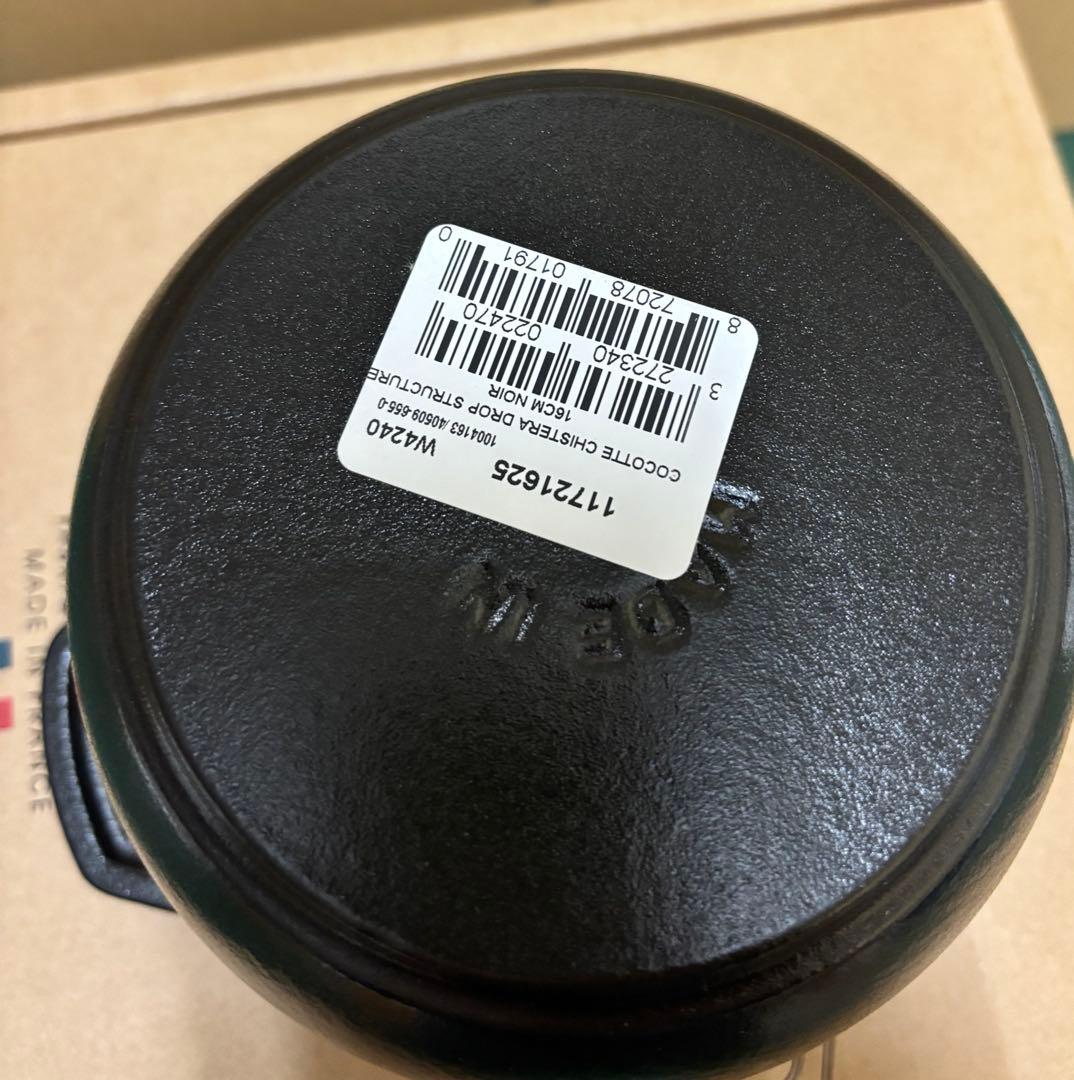 11721625
W4240
1004163 /40509-655-0
COCOTTE CHISTERA DROP STRUCTURE
16CM NOIR
3 272340 022470
8 72078 01791 0
MADE IN
MADE IN FRANCE